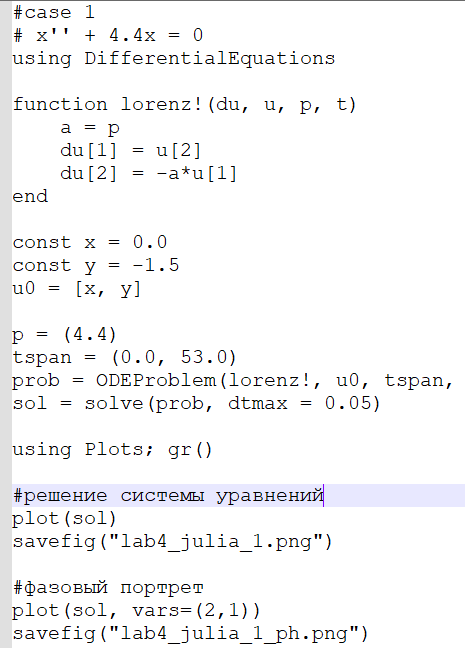 #case 1
# x'' + 4.4x = 0
using DifferentialEquations
function lorenz!(du, u, p, t)
    a = p
    du[1] = u[2]
    du[2] = -a*u[1]
end
const x = 0.0
const y = -1.5
u0 = [x, y]
p = (4.4)
tspan = (0.0, 53.0)
prob = ODEProblem(lorenz!, u0, tspan,
sol = solve(prob, dtmax = 0.05)
using Plots; gr()
#решение системы уравнений
plot(sol)
savefig("lab4_julia_1.png")
#фазовый портрет
plot(sol, vars=(2,1))
savefig("lab4_julia_1_ph.png")